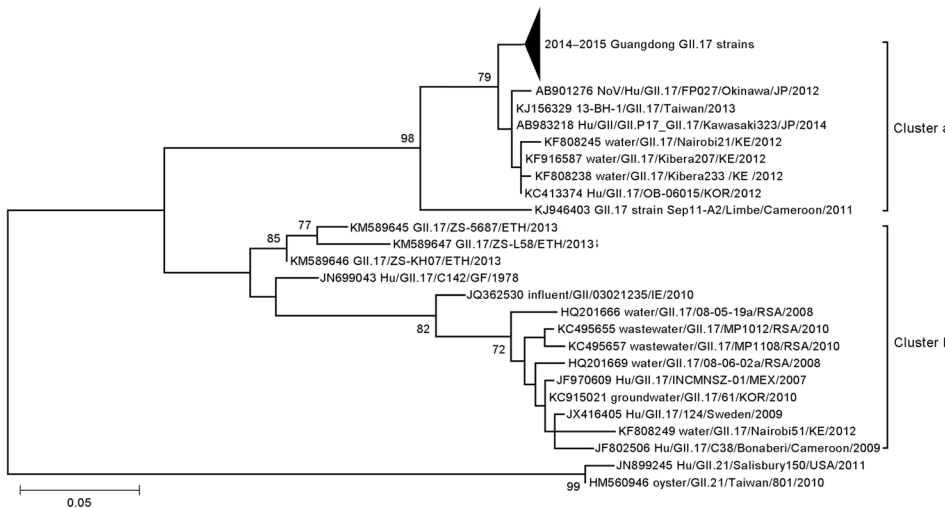 2014–2015 Guangdong GII.17 strains
79
AB901276 NoV/Hu/GII.17/FP027/Okinawa/JP/2012
KJ156329 13-BH-1/GII.17/Taiwan/2013
AB983218 Hu/GII/GII.P17_GII.17/Kawasaki323/JP/2014
Cluster a
98
KF808245 water/GII.17/Nairobi21/KE/2012
KF916587 water/GII.17/Kibera207/KE/2012
KF808238 water/GII.17/Kibera233 /KE /2012
KC413374 Hu/GII.17/OB-06015/KOR/2012
KJ946403 GII.17 strain Sep11-A2/Limbe/Cameroon/2011
77
KM589645 GII.17/ZS-5687/ETH/2013
85
KM589647 GII.17/ZS-L58/ETH/2013
KM589646 GII.17/ZS-KH07/ETH/2013
JN699043 Hu/GII.17/C142/GF/1978
JQ362530 influent/GII/03021235/IE/2010
82
HQ201666 water/GII.17/08-05-19a/RSA/2008
KC495655 wastewater/GII.17/MP1012/RSA/2010
72
KC495657 wastewater/GII.17/MP1108/RSA/2010
Cluster
HQ201669 water/GII.17/08-06-02a/RSA/2008
JF970609 Hu/GII.17/INCMNSZ-01/MEX/2007
KC915021 groundwater/GII.17/61/KOR/2010
JX416405 Hu/GII.17/124/Sweden/2009
KF808249 water/GII.17/Nairobi51/KE/2012
JF802506 Hu/GII.17/C38/Bonaberi/Cameroon/2009
JN899245 Hu/GII.21/Salisbury150/USA/2011
99
HM560946 oyster/GII.21/Taiwan/801/2010
0.05